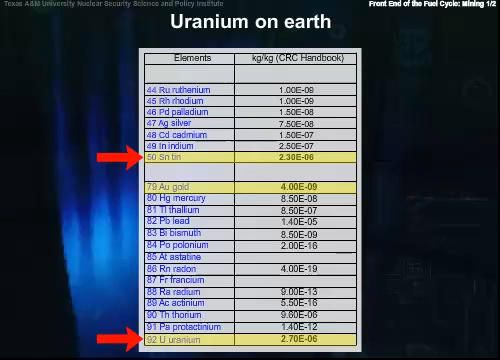 Texas A&M University Nuclear Security Science and Policy Institute
Front End of the Fuel Cycle: Mining 1/2
Uranium on earth
Elements kg/kg (CRC Handbook)
44 Ru ruthenium 1.00E-09
45 Rh rhodium 1.00E-09
46 Pd palladium 1.50E-08
47 Ag silver 7.50E-08
48 Cd cadmium 1.50E-07
49 In indium 2.50E-07
50 Sn tin 2.30E-06
79 Au gold 4.00E-09
80 Hg mercury 8.50E-08
81 Tl thallium 8.50E-07
82 Pb lead 1.40E-05
83 Bi bismuth 8.50E-09
84 Po polonium 2.00E-16
85 At astatine
86 Rn radon 4.00E-19
87 Fr francium
88 Ra radium 9.00E-13
89 Ac actinium 5.50E-16
90 Th thorium 9.60E-06
91 Pa protactinium 1.40E-12
92 U uranium 2.70E-06